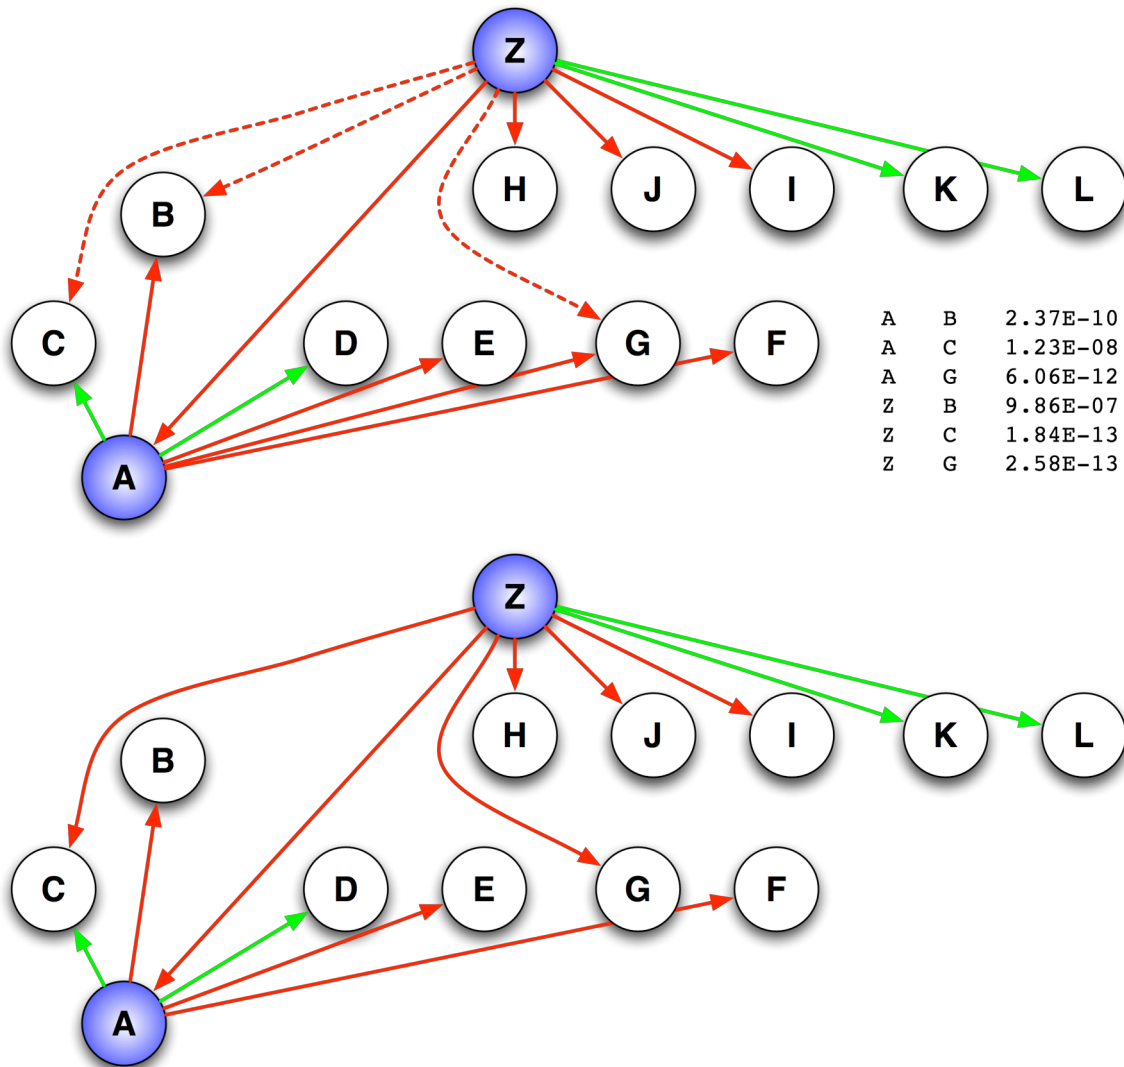 Z
H J I K L
B
C D E G F
A
A B 2.37E-10
A C 1.23E-08
A G 6.06E-12
Z B 9.86E-07
Z C 1.84E-13
Z G 2.58E-13
Z
H J I K L
B
C D E G F
A